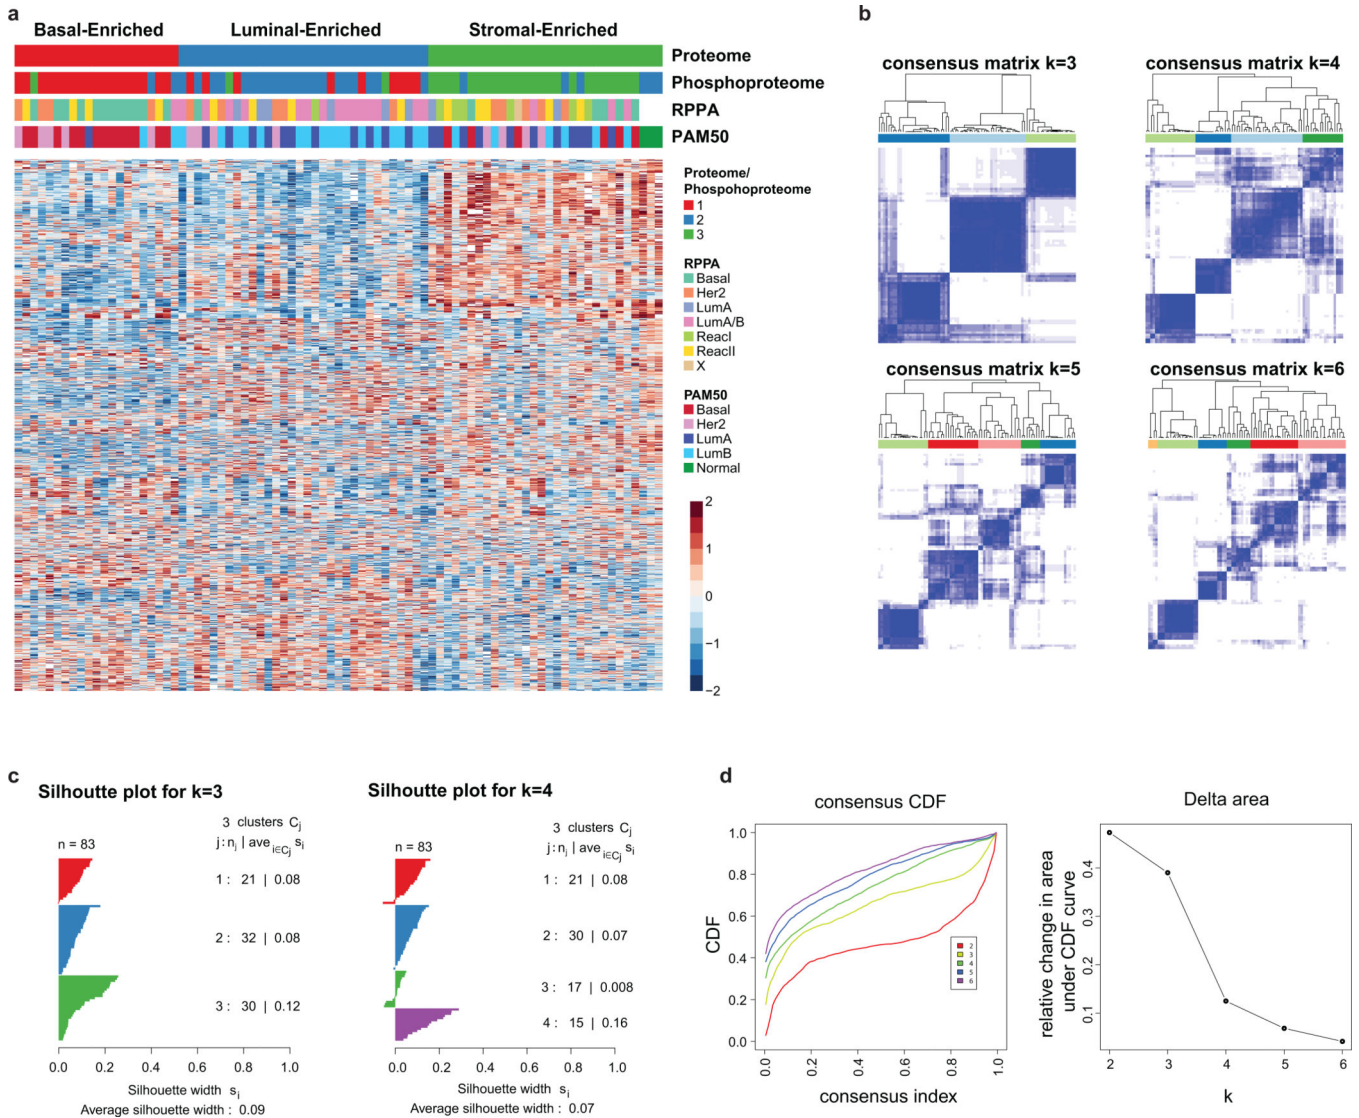 a
Basal-Enriched Luminal-Enriched Stromal-Enriched
Proteome
Phosphoproteome
RPPA
PAM50
Proteome/
Phospohoproteome
1
2
3
RPPA
Basal
Her2
LumA
LumA/B
ReacI
ReacII
X
PAM50
Basal
Her2
LumA
LumB
Normal
2
1
0
−1
−2
b
consensus matrix k=3
consensus matrix k=4
consensus matrix k=5
consensus matrix k=6
c
Silhoutte plot for k=3
n = 83
3 clusters Cj
j : nj | ave i∈Cj si
1 : 21 | 0.08
2 : 32 | 0.08
3 : 30 | 0.12
0.0 0.2 0.4 0.6 0.8 1.0
Silhouette width si
Average silhouette width : 0.09
Silhoutte plot for k=4
n = 83
3 clusters Cj
j : nj | ave i∈Cj si
1 : 21 | 0.08
2 : 30 | 0.07
3 : 17 | 0.008
4 : 15 | 0.16
0.0 0.2 0.4 0.6 0.8 1.0
Silhouette width si
Average silhouette width : 0.07
d
consensus CDF
CDF
1.0
0.8
0.6
0.4
0.2
0.0
2
3
4
5
6
0.0 0.2 0.4 0.6 0.8 1.0
consensus index
Delta area
relative change in area
under CDF curve
0.4
0.3
0.2
0.1
2 3 4 5 6
k